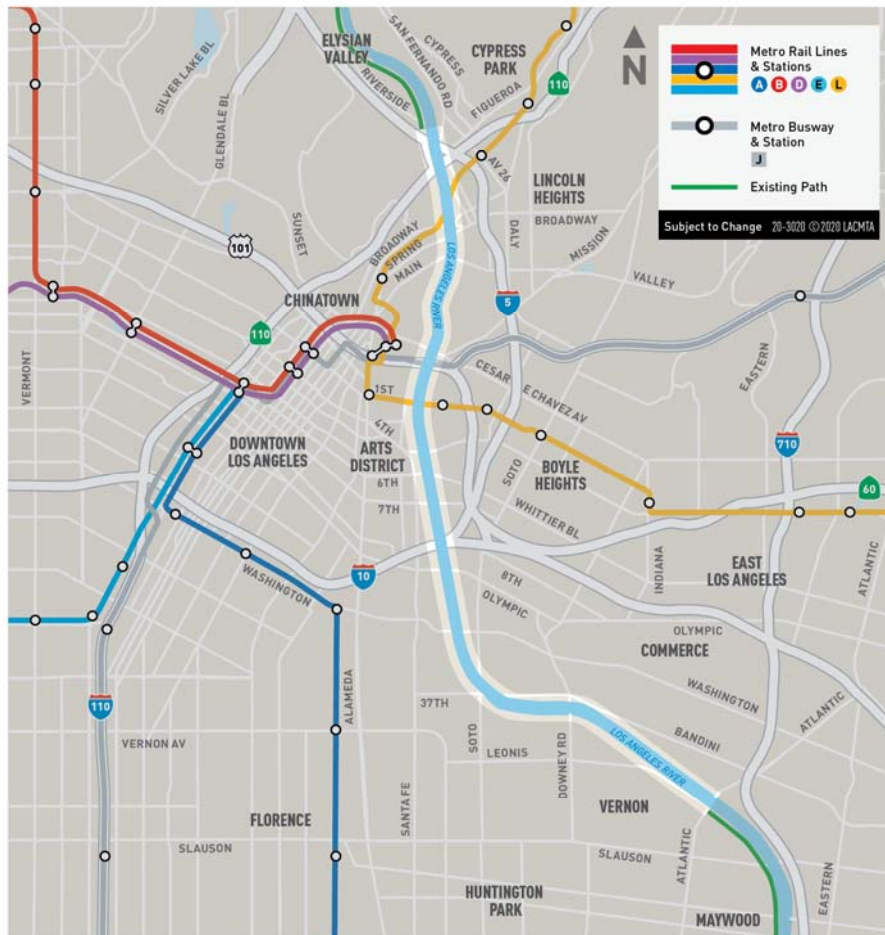 ELYSIAN
VALLEY
RIVERSIDE
SAN FERNANDO RD
CYPRESS
CYPRESS
PARK
FIGUEROA
110
N
Metro Rail Lines
& Stations
A B D E L
Metro Busway
& Station
J
Existing Path
Subject to Change 20-3020 © 2020 LACMTA
SILVER LAKE BL
GLENDALE BL
SUNSET
101
AV 26
LINCOLN
HEIGHTS
BROADWAY
DALY
MISSION
VALLEY
BROADWAY
SPRING
MAIN
LOS ANGELES RIVER
CHINATOWN
110
5
EASTERN
VERMONT
1ST
CESAR E CHAVEZ AV
4TH
DOWNTOWN
LOS ANGELES
ARTS
DISTRICT
6TH
7TH
SOTO
BOYLE
HEIGHTS
WHITTIER BL
710
60
INDIANA
EAST
LOS ANGELES
ATLANTIC
WASHINGTON
10
8TH
OLYMPIC
OLYMPIC
COMMERCE
WASHINGTON
ATLANTIC
110
ALAMEDA
37TH
SOTO
BANDINI
VERNON AV
LEONIS
DOWNEY RD
LOS ANGELES RIVER
SANTA FE
VERNON
FLORENCE
SLAUSON
SLAUSON
ATLANTIC
EASTERN
HUNTINGTON
PARK
MAYWOOD